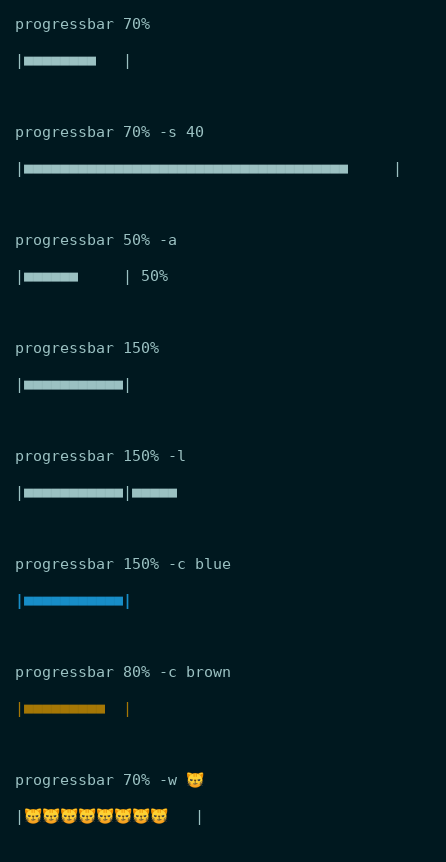 progressbar 70%
|■■■■■■■■   |
progressbar 70% -s 40
|■■■■■■■■■■■■■■■■■■■■■■■■■■■■■■■■■■■■     |
progressbar 50% -a
|■■■■■■     | 50%
progressbar 150%
|■■■■■■■■■■■|
progressbar 150% -l
|■■■■■■■■■■■|■■■■■
progressbar 150% -c blue
|■■■■■■■■■■■|
progressbar 80% -c brown
|■■■■■■■■■  |
progressbar 70% -w 😸
|😸😸😸😸😸😸😸😸   |